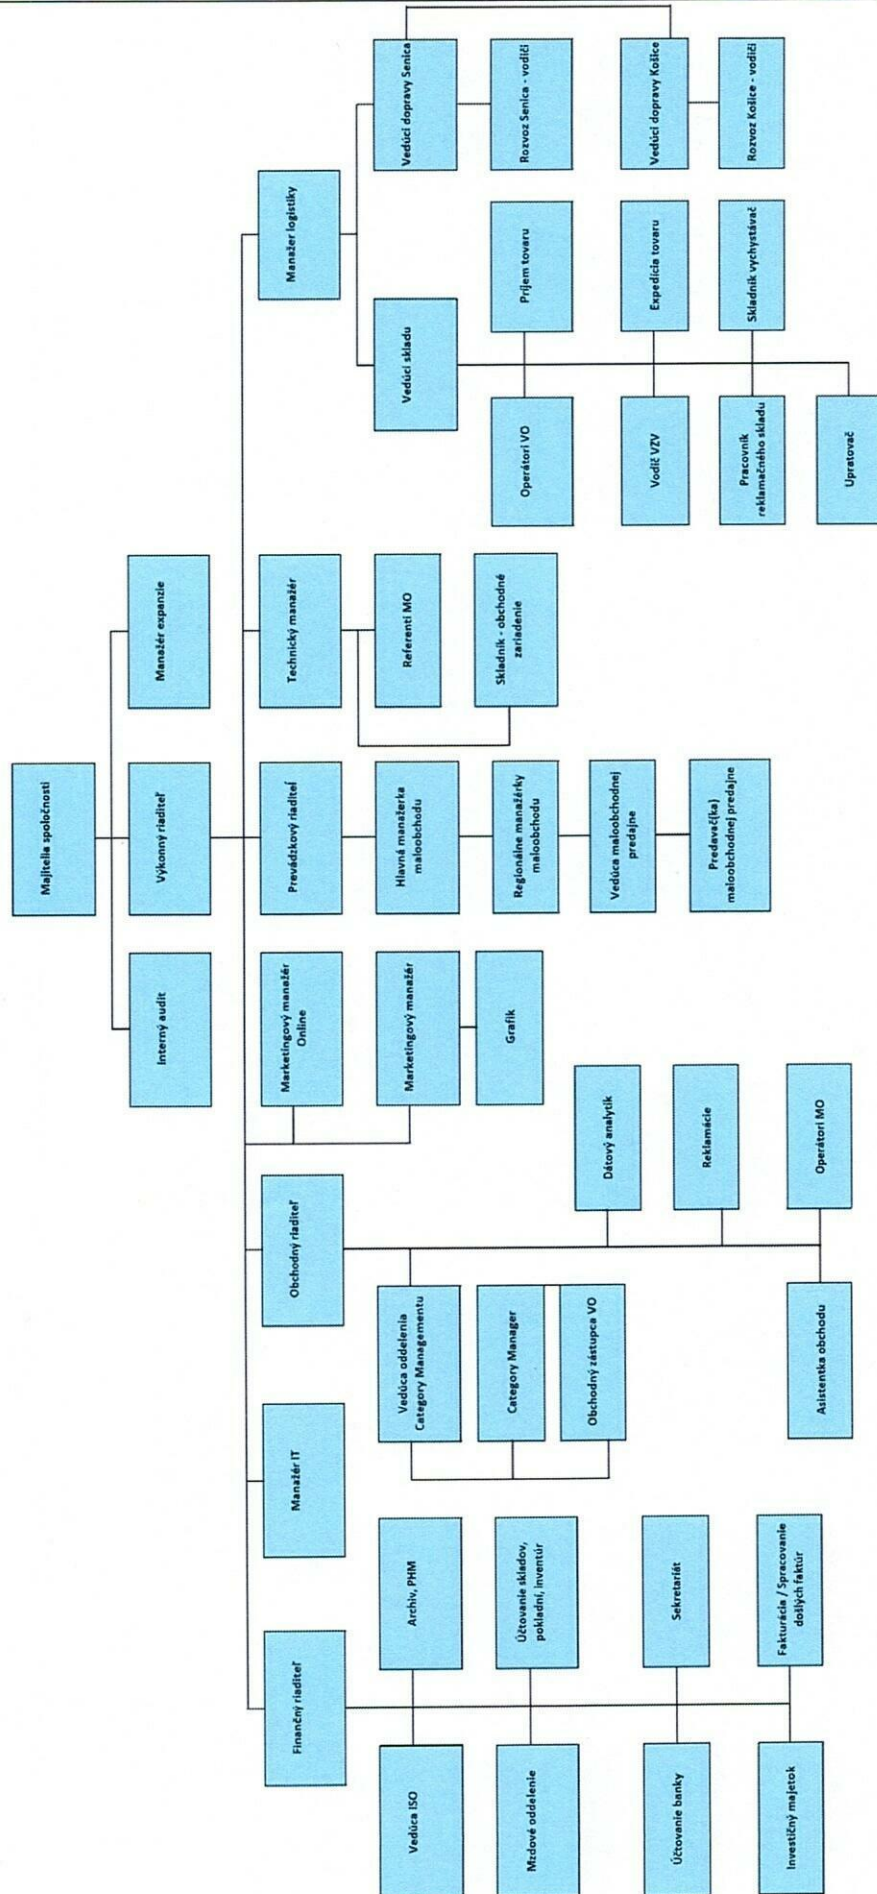 Majitelia spoločnosti
Interný audit
Výkonný riaditeľ
Manažér expanzie
Finančný riaditeľ
Manažér IT
Obchodný riaditeľ
Marketingový manažér
Online
Prevádzkový riaditeľ
Technický manažér
Manažer logistiky
Vedúca ISO
Archív, PHM
Vedúca oddelenia
Category Managementu
Marketingový manažér
Hlavná manažerka
maloobchodu
Referenti MO
Vedúci skladu
Vedúci dopravy Senica
Mzdové oddelenie
Účtovanie skladov,
pokladní, inventúr
Category Manager
Grafik
Regionálne manažérky
maloobchodu
Skladník - obchodné
zariadenie
Operátori VO
Príjem tovaru
Rozvoz Senica - vodiči
Obchodný zástupca VO
Dátový analytik
Účtovanie banky
Sekretariát
Reklamácie
Vedúca maloobchodnej
predajne
Vodič VZV
Expedícia tovaru
Vedúci dopravy Košice
Investičný majetok
Fakturácia / Spracovanie
došlých faktúr
Asistentka obchodu
Operátori MO
Predavač(ka)
maloobchodnej predajne
Pracovník
reklamačného skladu
Skladník vychystávač
Rozvoz Košice - vodiči
Upratovač